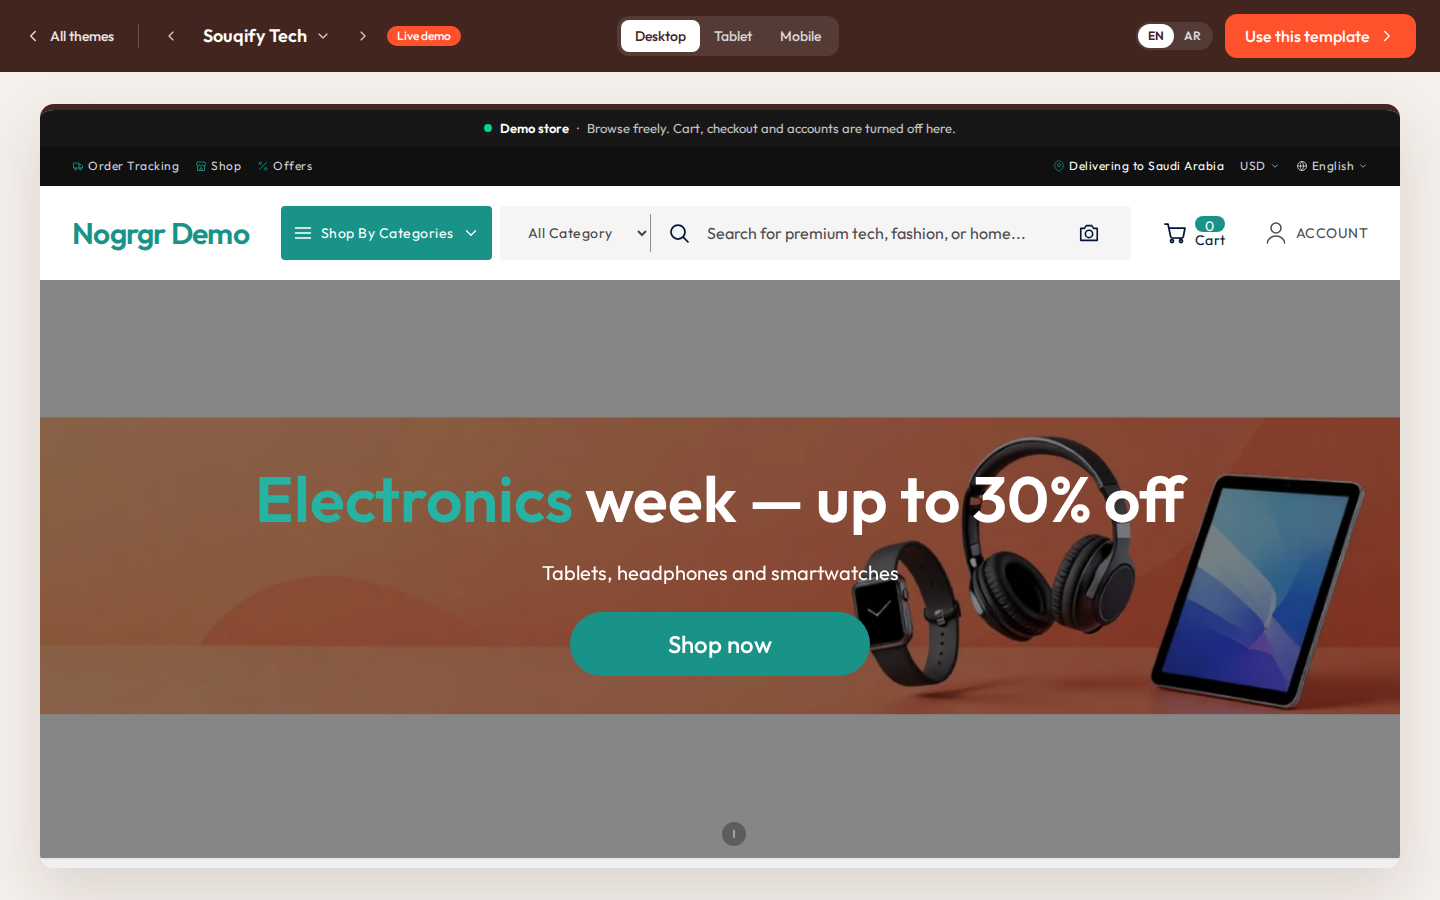 All themes
Souqify Tech
Live demo
Desktop
Tablet
Mobile
EN
AR
Use this template
Demo store · Browse freely. Cart, checkout and accounts are turned off here.
Order Tracking
Shop
Offers
Delivering to Saudi Arabia
USD
English
Nogrgr Demo
Shop By Categories
All Category
Search for premium tech, fashion, or home...
0
Cart
ACCOUNT
Electronics week — up to 30% off
Tablets, headphones and smartwatches
Shop now